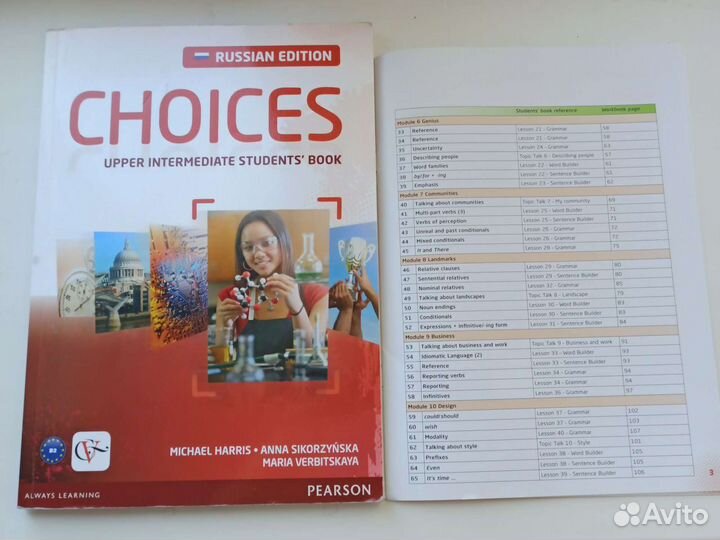 RUSSIAN EDITION
CHOICES
UPPER INTERMEDIATE STUDENTS' BOOK
B2
MICHAEL HARRIS • ANNA SIKORZYŃSKA
MARIA VERBITSKAYA
ALWAYS LEARNING
PEARSON
Students' book reference Workbook page
Module 6 Genius
33 Reference Lesson 21 - Grammar 58
34 Reference Lesson 21 - Grammar 58
35 Uncertainty Lesson 24 - Grammar 63
36 Describing people Topic Talk 6 - Describing people 57
37 Word families Lesson 22 - Word Builder 61
38 by/for + -ing Lesson 22 - Sentence Builder 61
39 Emphasis Lesson 23 - Sentence Builder 62
Module 7 Communities
40 Talking about communities Topic Talk 7 - My community 69
41 Multi-part verbs (3) Lesson 25 - Word Builder 71
42 Verbs of perception Lesson 25 - Sentence Builder 71
43 Unreal and past conditionals Lesson 26 - Grammar 72
44 Mixed conditionals Lesson 26 - Grammar 72
45 It and There Lesson 28 - Grammar 75
Module 8 Landmarks
46 Relative clauses Lesson 29 - Grammar 80
47 Sentential relatives Lesson 29 - Sentence Builder 80
48 Nominal relatives Lesson 32 - Grammar 85
49 Talking about landscapes Topic Talk 8 - Landscape 79
50 Noun endings Lesson 30 - Word Builder 83
51 Conditionals Lesson 30 - Sentence Builder 83
52 Expressions + infinitive/-ing form Lesson 31 - Sentence Builder 84
Module 9 Business
53 Talking about business and work Topic Talk 9 - Business and work 91
54 Idiomatic Language (2) Lesson 33 - Word Builder 93
55 Reference Lesson 33 - Sentence Builder 93
56 Reporting verbs Lesson 34 - Grammar 94
57 Reporting Lesson 34 - Grammar 94
58 Infinitives Lesson 36 - Grammar 97
Module 10 Design
59 could/should Lesson 37 - Grammar 102
60 wish Lesson 37 - Grammar 103
61 Modality Lesson 40 - Grammar 107
62 Talking about style Topic Talk 10 - Style 101
63 Prefixes Lesson 38 - Word Builder 105
64 Even Lesson 38 - Sentence Builder 105
65 It's time ... Lesson 39 - Sentence Builder 106
3
Avito